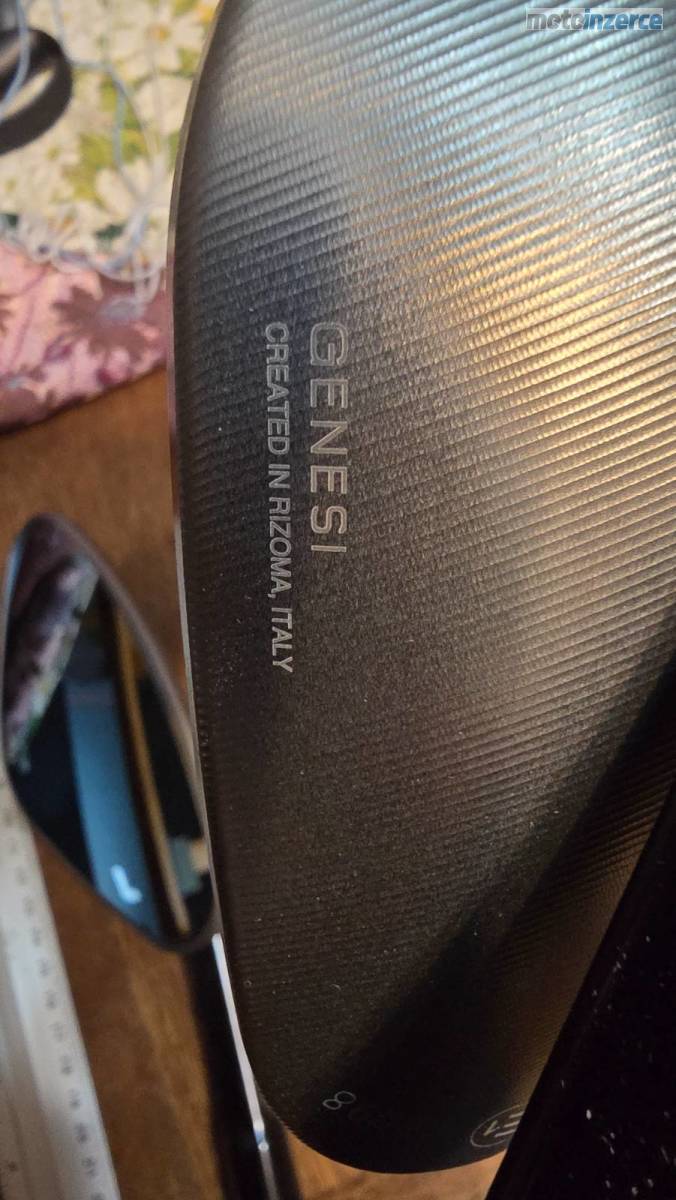 motoinzerce
GENESI
CREATED IN RIZOMA, ITALY